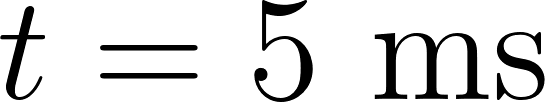 t = 5 ms